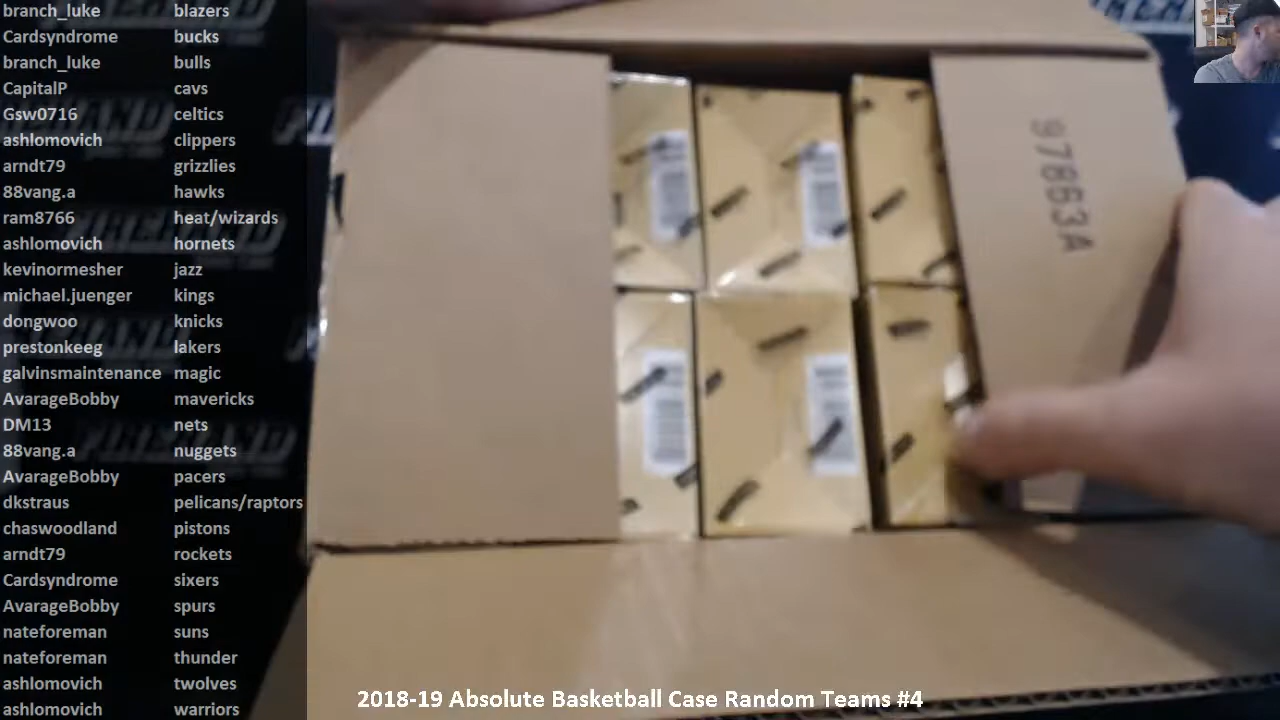 branch_luke blazers
Cardsyndrome bucks
branch_luke bulls
CapitalP cavs
Gsw0716 celtics
ashlomovich clippers
arndt79 grizzlies
88vang.a hawks
ram8766 heat/wizards
ashlomovich hornets
kevinormesher jazz
michael.juenger kings
dongwoo knicks
prestonkeeg lakers
galvinsmaintenance magic
AvarageBobby mavericks
DM13 nets
88vang.a nuggets
AvarageBobby pacers
dkstraus pelicans/raptors
chaswoodland pistons
arndt79 rockets
Cardsyndrome sixers
AvarageBobby spurs
nateforeman suns
nateforeman thunder
ashlomovich twolves
ashlomovich warriors
97863A
2018-19 Absolute Basketball Case Random Teams #4